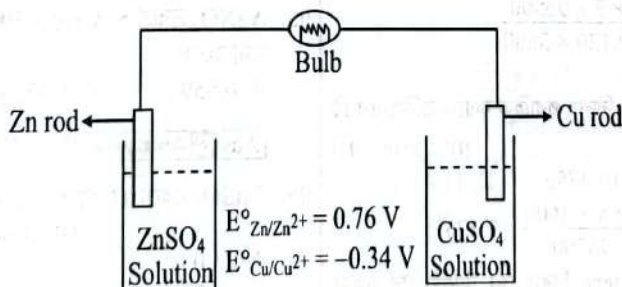 Bulb
Zn rod
Cu rod
ZnSO₄
Solution
E°Zn/Zn²⁺ = 0.76 V
E°Cu/Cu²⁺ = –0.34 V
CuSO₄
Solution